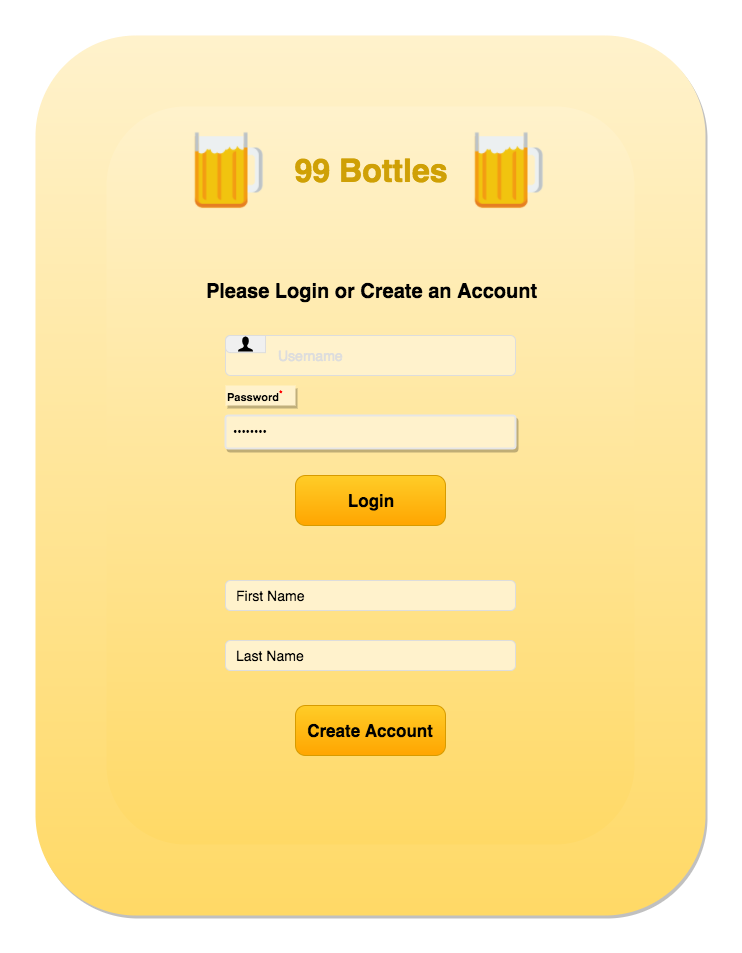 99 Bottles
Please Login or Create an Account
Username
Password*
••••••••
Login
First Name
Last Name
Create Account